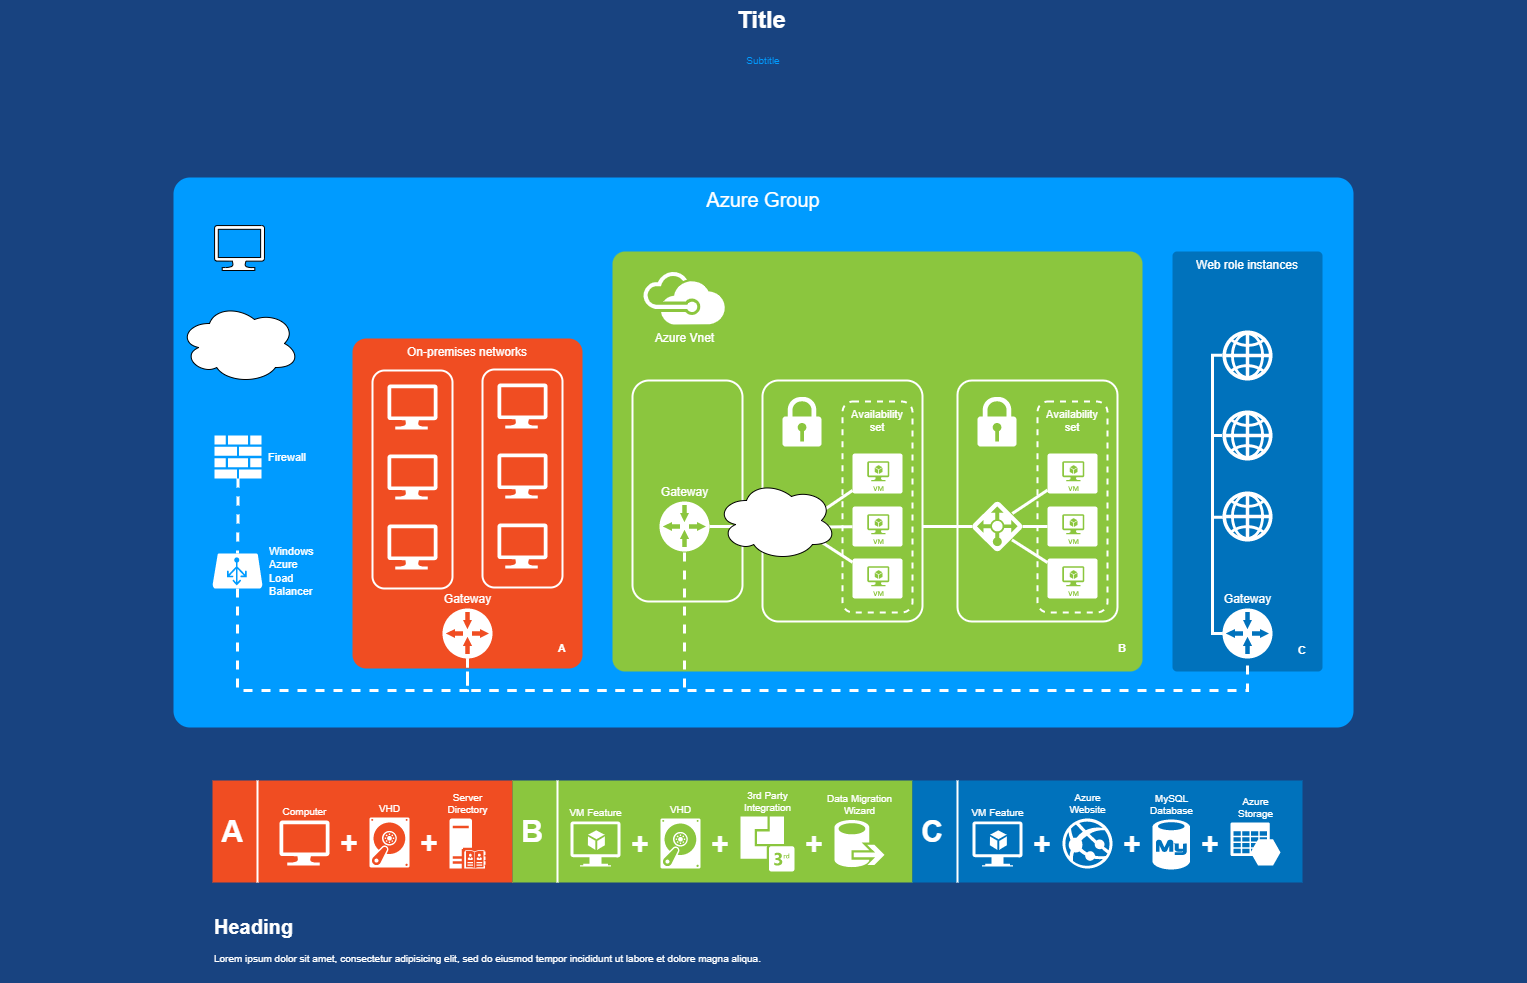 Title
Subtitle
Azure Group
Web role instances
Azure Vnet
On-premises networks
Availability
set
Availability
set
Firewall
VM
VM
VM
VM
VM
VM
Gateway
Windows
Azure
Load
Balancer
Gateway
Gateway
A
B
C
A
Computer
VHD
Server
Directory
B
VM Feature
VHD
3rd Party
Integration
3rd
Data Migration
Wizard
C
VM Feature
Azure
Website
MySQL
Database
My
Azure
Storage
Heading
Lorem ipsum dolor sit amet, consectetur adipisicing elit, sed do eiusmod tempor incididunt ut labore et dolore magna aliqua.